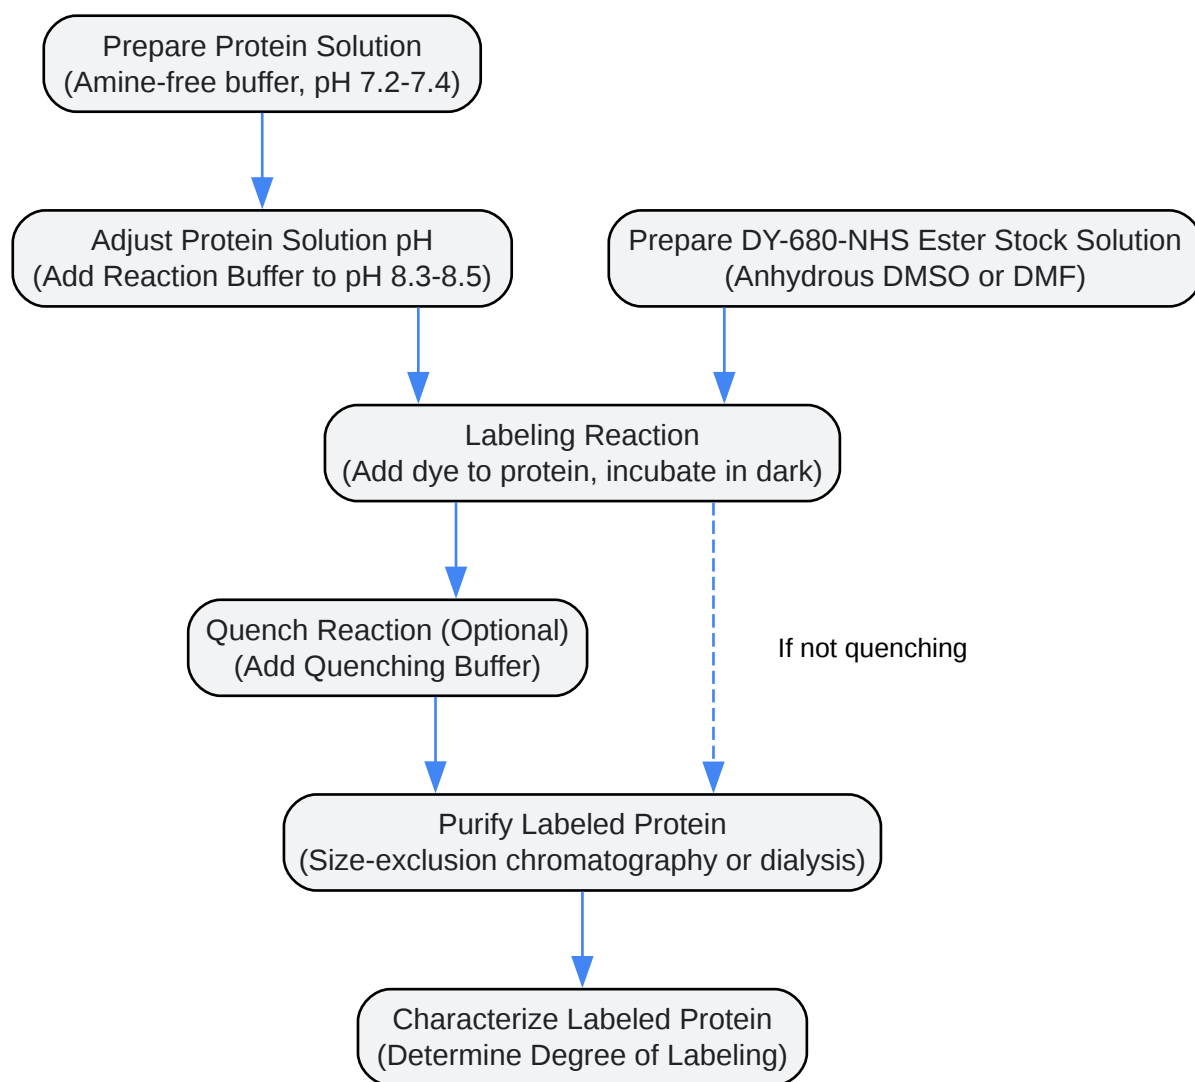 Prepare Protein Solution
(Amine-free buffer, pH 7.2-7.4)
Adjust Protein Solution pH
(Add Reaction Buffer to pH 8.3-8.5)
Prepare DY-680-NHS Ester Stock Solution
(Anhydrous DMSO or DMF)
Labeling Reaction
(Add dye to protein, incubate in dark)
Quench Reaction (Optional)
(Add Quenching Buffer)
If not quenching
Purify Labeled Protein
(Size-exclusion chromatography or dialysis)
Characterize Labeled Protein
(Determine Degree of Labeling)